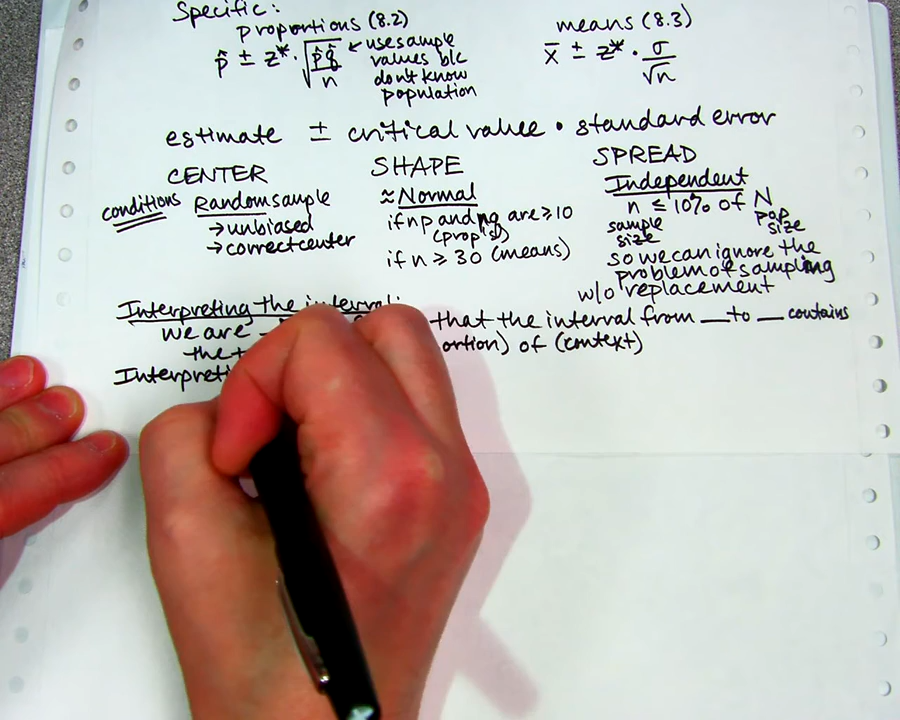 Specific:
proportions (8.2)
p̂ ± z* · √(p̂q̂/n)
← use sample
values b/c
don't know
population
means (8.3)
x̄ ± z* · σ/√n
estimate ± critical value • standard error
CENTER
conditions
Random sample
→ unbiased
→ correct center
SHAPE
≈ Normal
if np and nq are ≥ 10
(prop's)
if n ≥ 30 (means)
SPREAD
Independent
n ≤ 10% of N
sample
size
pop
size
so we can ignore the
problem of sampling
w/o replacement
Interpreting the interval:
we are
that the interval from __ to __ contains
the
of (context)